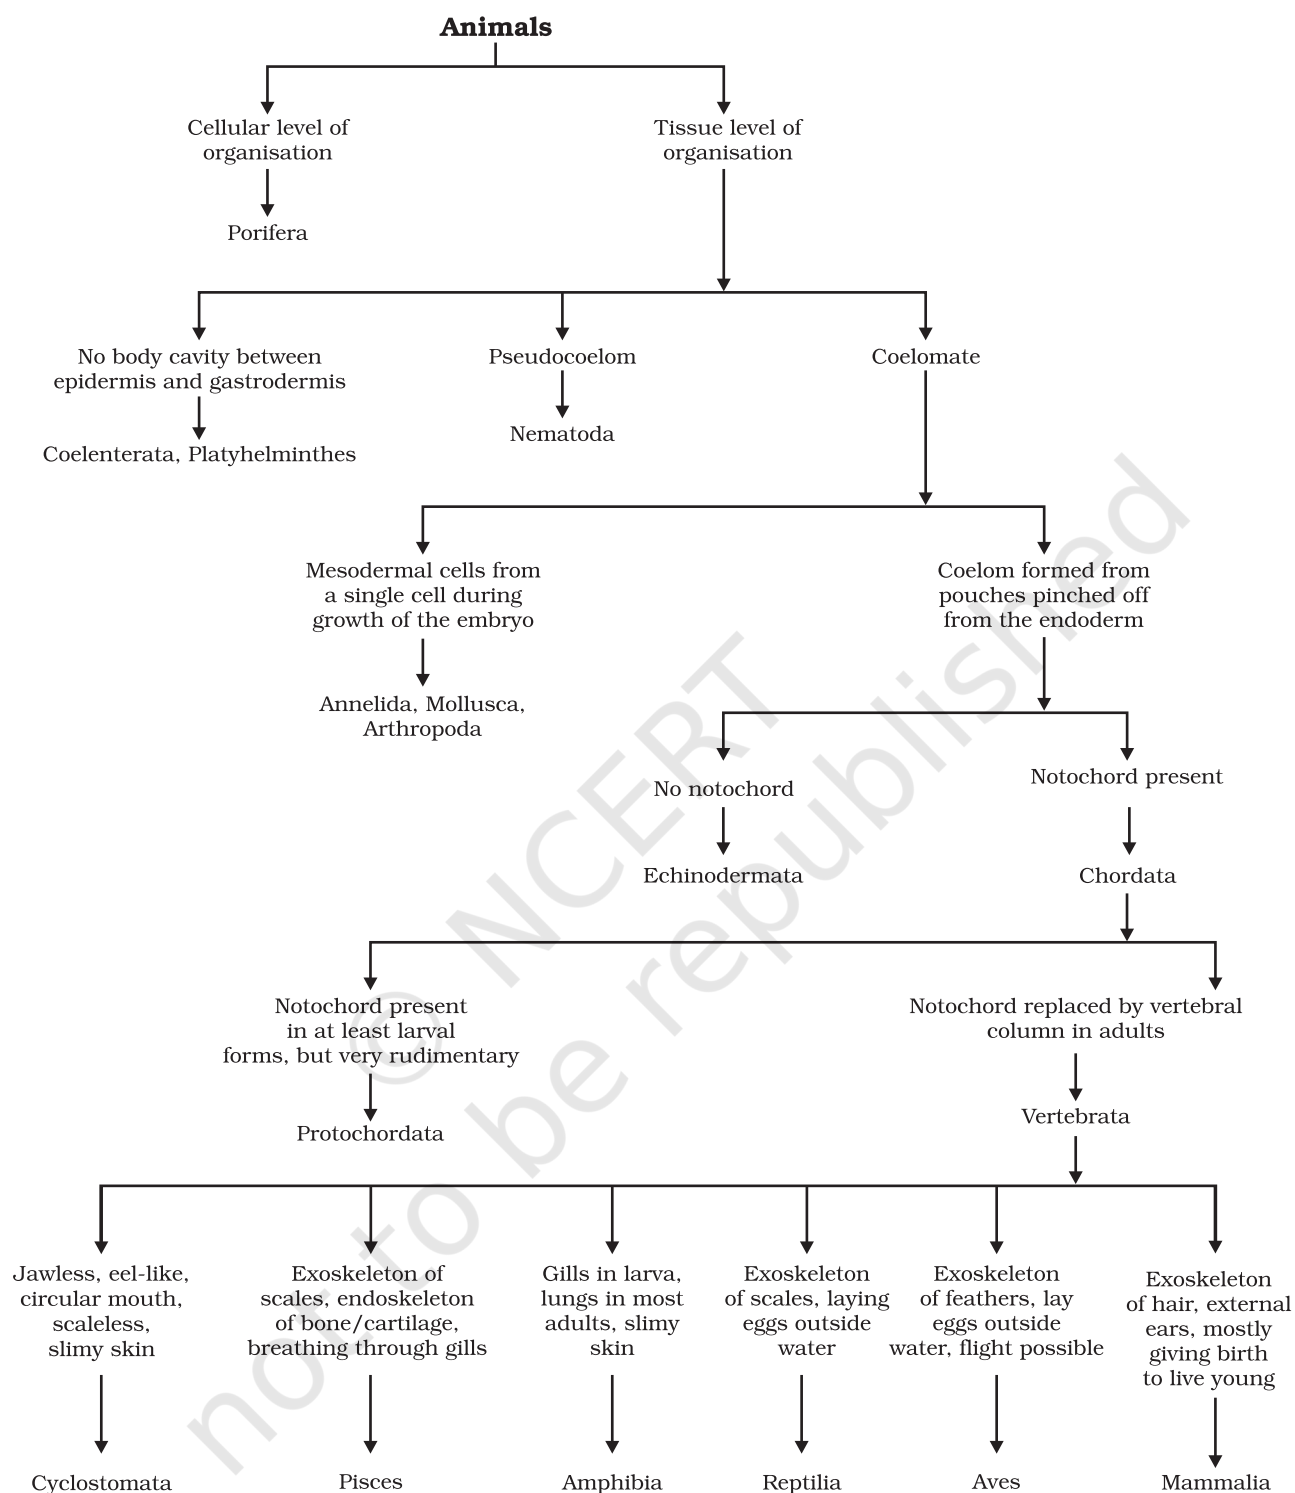 Animals
Cellular level of
organisation
Tissue level of
organisation
Porifera
No body cavity between
epidermis and gastrodermis
Pseudocoelom
Coelomate
Coelenterata, Platyhelminthes
Nematoda
Mesodermal cells from
a single cell during
growth of the embryo
Coelom formed from
pouches pinched off
from the endoderm
Annelida, Mollusca,
Arthropoda
No notochord
Notochord present
Echinodermata
Chordata
Notochord present
in at least larval
forms, but very rudimentary
Notochord replaced by vertebral
column in adults
Protochordata
Vertebrata
Jawless, eel-like,
circular mouth,
scaleless,
slimy skin
Exoskeleton of
scales, endoskeleton
of bone/cartilage,
breathing through gills
Gills in larva,
lungs in most
adults, slimy
skin
Exoskeleton
of scales, laying
eggs outside
water
Exoskeleton
of feathers, lay
eggs outside
water, flight possible
Exoskeleton
of hair, external
ears, mostly
giving birth
to live young
Cyclostomata
Pisces
Amphibia
Reptilia
Aves
Mammalia
© NCERT
not to be republished